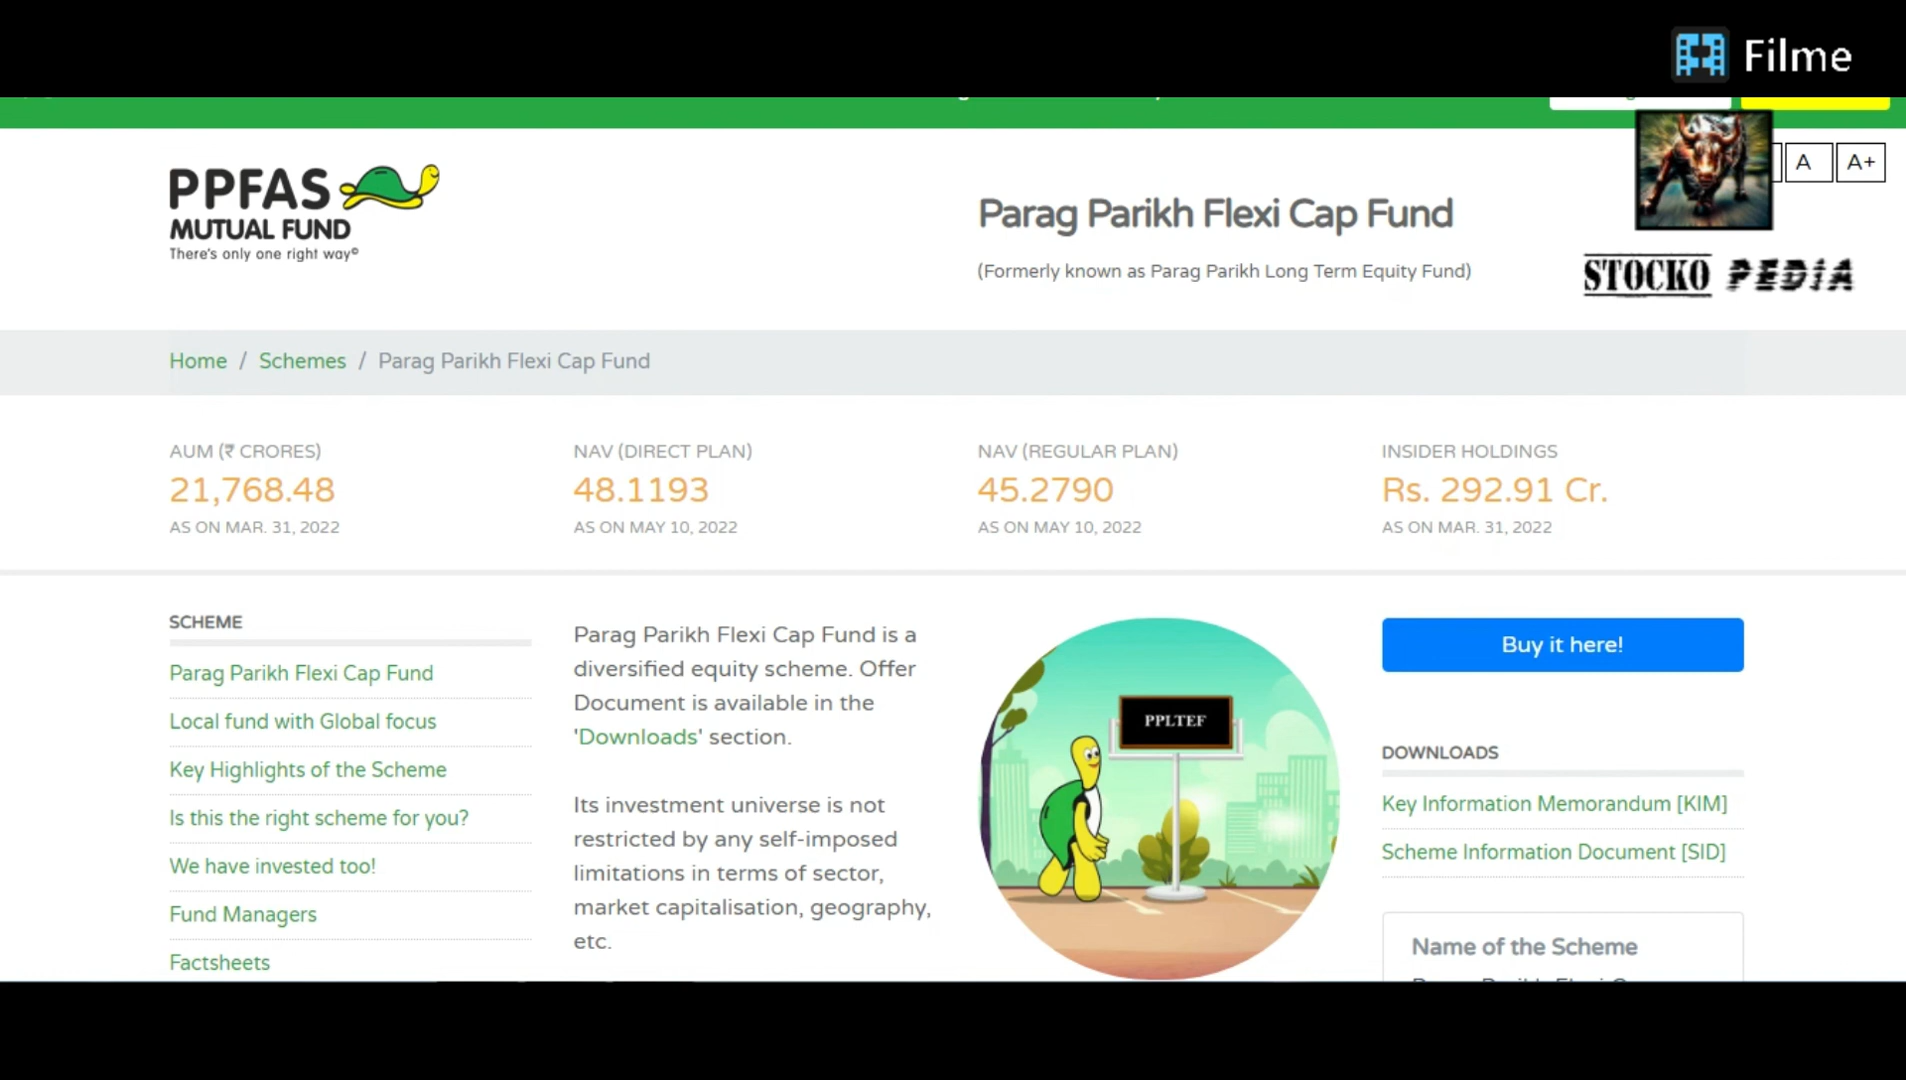 Filme
PPFAS
MUTUAL FUND
There's only one right way©
Parag Parikh Flexi Cap Fund
(Formerly known as Parag Parikh Long Term Equity Fund)
A
A+
STOCKO PEDIA
Home / Schemes / Parag Parikh Flexi Cap Fund
AUM (₹ CRORES)
21,768.48
AS ON MAR. 31, 2022
NAV (DIRECT PLAN)
48.1193
AS ON MAY 10, 2022
NAV (REGULAR PLAN)
45.2790
AS ON MAY 10, 2022
INSIDER HOLDINGS
Rs. 292.91 Cr.
AS ON MAR. 31, 2022
SCHEME
Parag Parikh Flexi Cap Fund
Local fund with Global focus
Key Highlights of the Scheme
Is this the right scheme for you?
We have invested too!
Fund Managers
Factsheets
Parag Parikh Flexi Cap Fund is a
diversified equity scheme. Offer
Document is available in the
'Downloads' section.
Its investment universe is not
restricted by any self-imposed
limitations in terms of sector,
market capitalisation, geography,
etc.
PPLTEF
Buy it here!
DOWNLOADS
Key Information Memorandum [KIM]
Scheme Information Document [SID]
Name of the Scheme